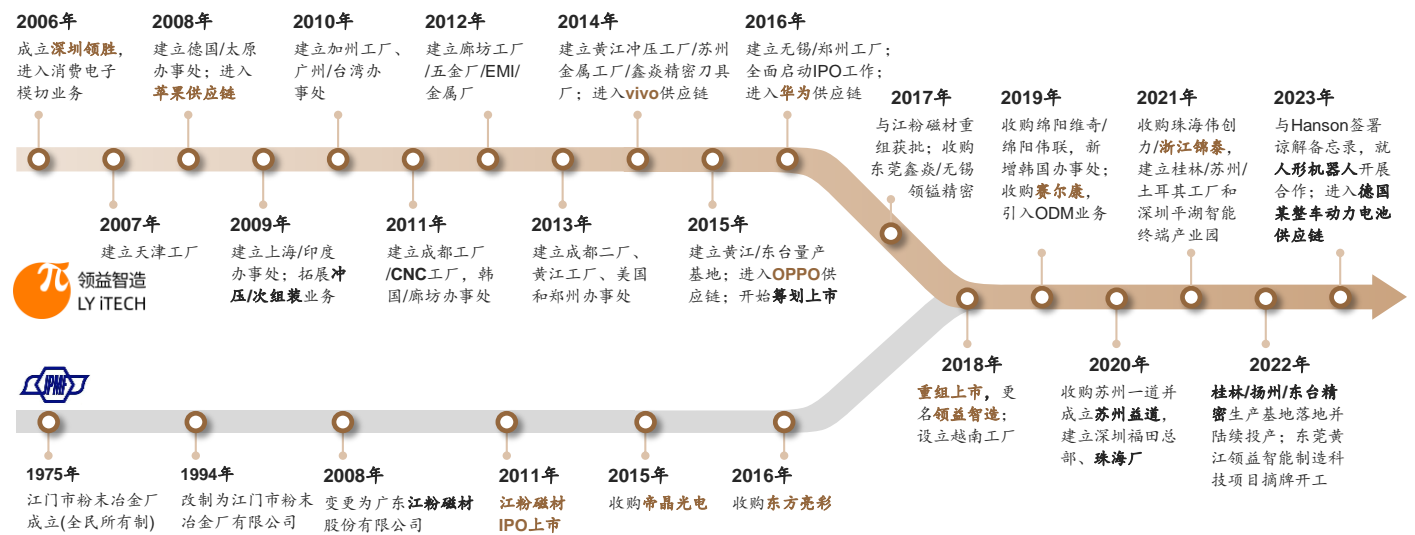 2006年
成立深圳领胜，
进入消费电子
模切业务
2008年
建立德国/太原
办事处；进入
苹果供应链
2010年
建立加州工厂、
广州/台湾办
事处
2012年
建立廊坊工厂
/五金厂/EMI/
金属厂
2014年
建立黄江冲压工厂/苏州
金属工厂/鑫焱精密刀具
厂；进入vivo供应链
2016年
建立无锡/郑州工厂；
全面启动IPO工作；
进入华为供应链
2017年
与江粉磁材重
组获批；收购
东莞鑫焱/无锡
领镒精密
2019年
收购绵阳维奇/
绵阳伟联，新
增韩国办事处；
收购赛尔康，
引入ODM业务
2021年
收购珠海伟创
力/浙江锦泰，
建立桂林/苏州/
土耳其工厂和
深圳平湖智能
终端产业园
2023年
与Hanson签署
谅解备忘录，就
人形机器人开展
合作；进入德国
某整车动力电池
供应链
2007年
建立天津工厂
2009年
建立上海/印度
办事处；拓展冲
压/次组装业务
2011年
建立成都工厂
/CNC工厂，韩
国/廊坊办事处
2013年
建立成都二厂、
黄江工厂、美国
和郑州办事处
2015年
建立黄江/东台量产
基地；进入OPPO供
应链；开始筹划上市
π
领益智造
LY iTECH
2018年
重组上市，更
名领益智造；
设立越南工厂
2020年
收购苏州一道并
成立苏州益道，
建立深圳福田总
部、珠海厂
2022年
桂林/扬州/东台精
密生产基地落地并
陆续投产；东莞黄
江领益智能制造科
技项目摘牌开工
JPMF
1975年
江门市粉末冶金厂
成立(全民所有制)
1994年
改制为江门市粉末
冶金厂有限公司
2008年
变更为广东江粉磁材
股份有限公司
2011年
江粉磁材
IPO上市
2015年
收购帝晶光电
2016年
收购东方亮彩